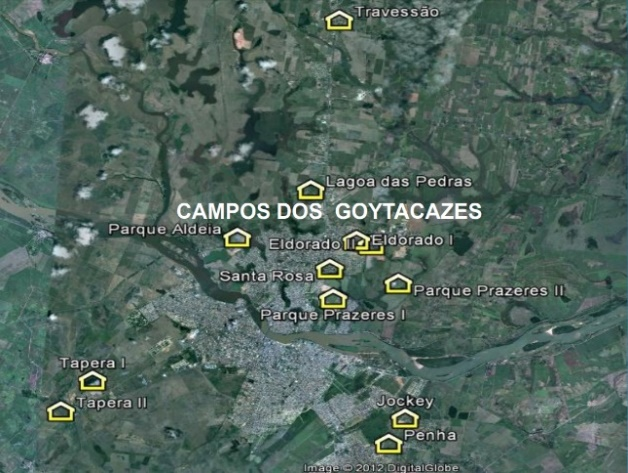 Travessão
Lagoa das Pedras
CAMPOS DOS GOYTACAZES
Parque Aldeia
Eldorado II
Eldorado I
Santa Rosa
Parque Prazeres II
Parque Prazeres I
Tapera I
Tapera II
Jockey
Penha
Image © 2012 DigitalGlobe